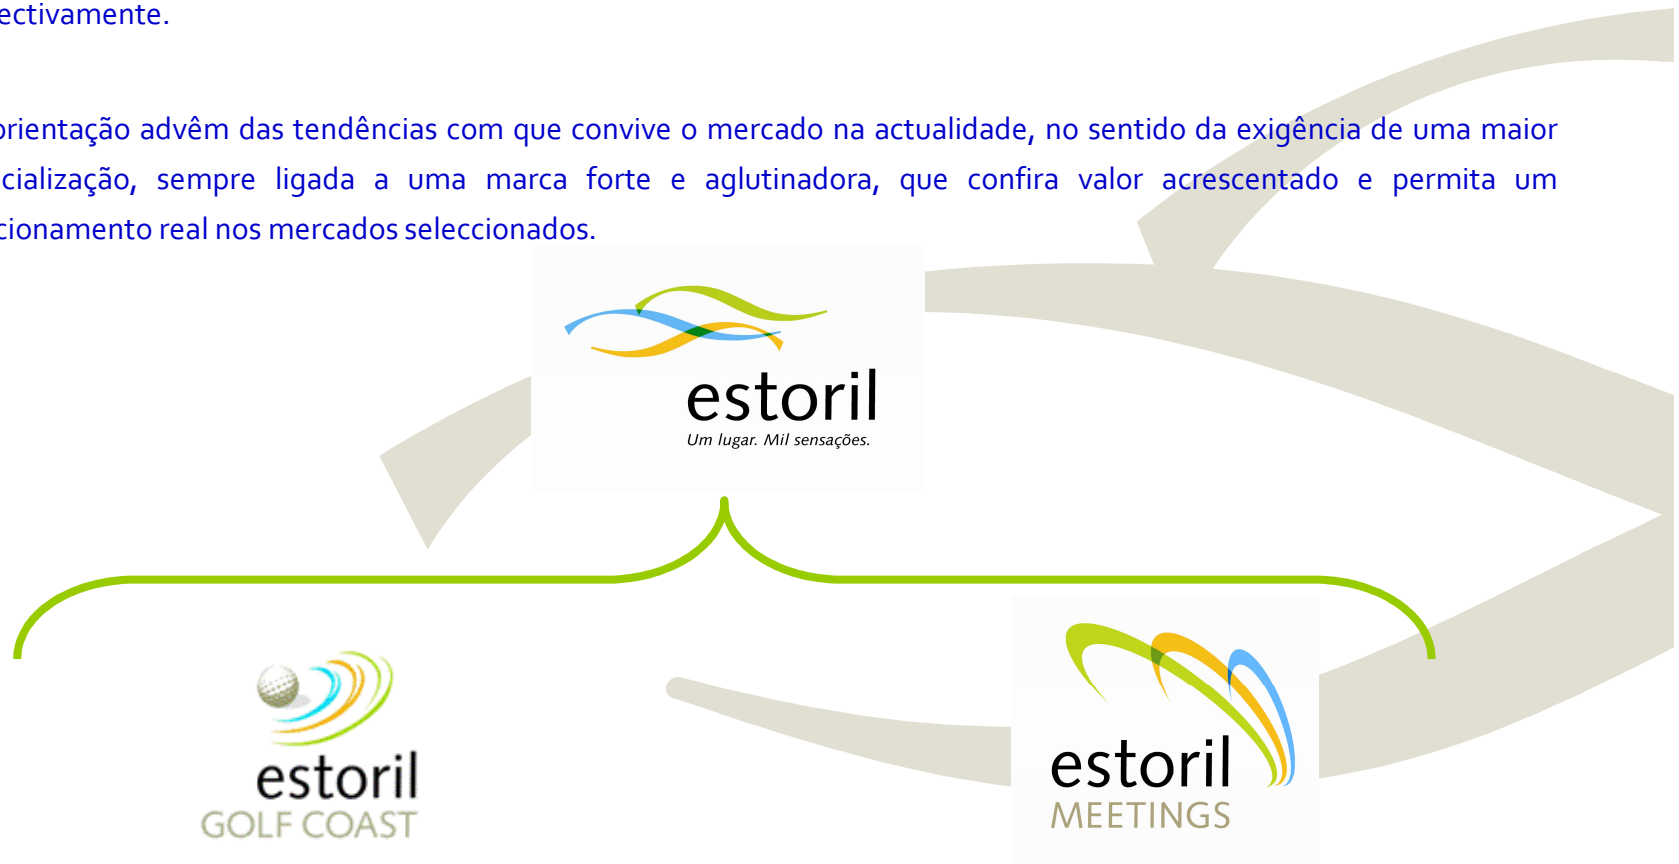 ectivamente.
orientação advêm das tendências com que convive o mercado na actualidade, no sentido da exigência de uma maior
cialização, sempre ligada a uma marca forte e aglutinadora, que confira valor acrescentado e permita um
cionamento real nos mercados seleccionados.
estoril
Um lugar. Mil sensações.
estoril
GOLF COAST
estoril
MEETINGS